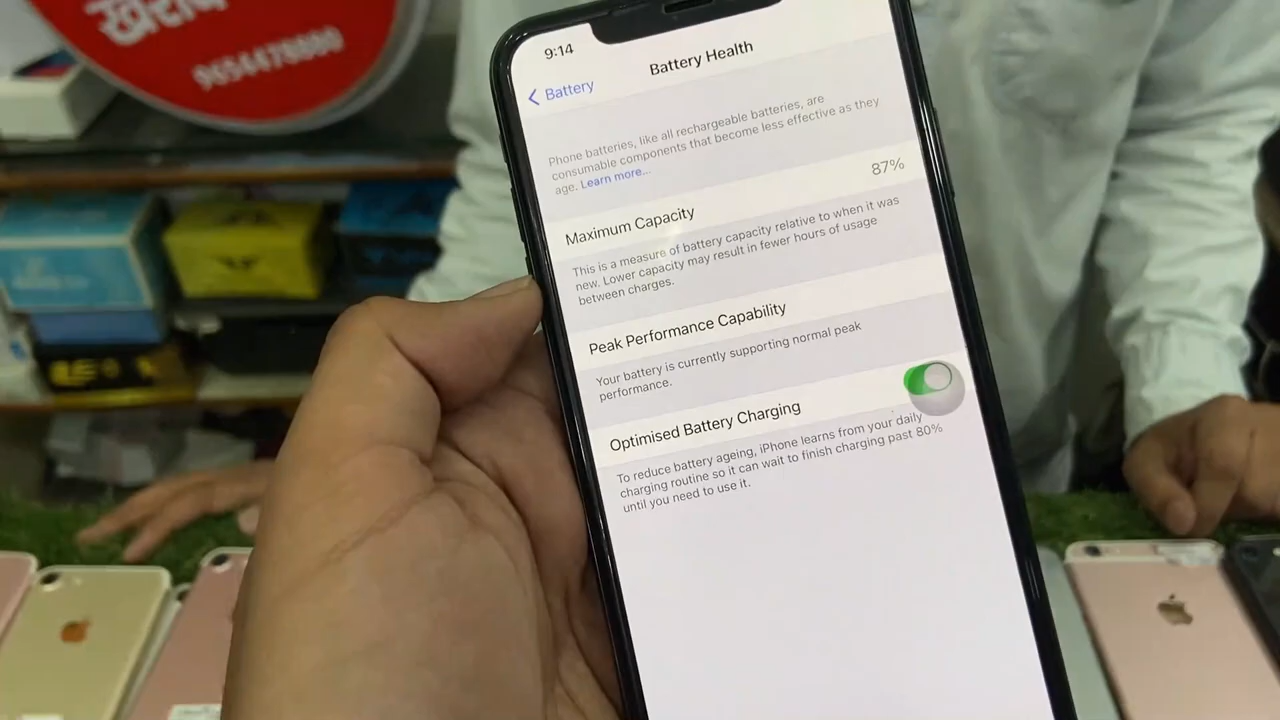 खराब
9654478080
9:14
Battery
Battery Health
Phone batteries, like all rechargeable batteries, are
consumable components that become less effective as they
age. Learn more...
Maximum Capacity 87%
This is a measure of battery capacity relative to when it was
new. Lower capacity may result in fewer hours of usage
between charges.
Peak Performance Capability
Your battery is currently supporting normal peak
performance.
Optimised Battery Charging
To reduce battery ageing, iPhone learns from your daily
charging routine so it can wait to finish charging past 80%
until you need to use it.